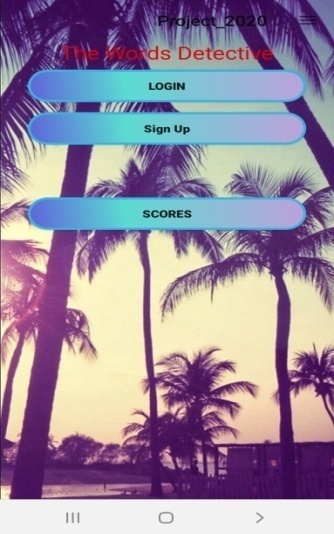 Project_2020
The Words Detective
LOGIN
Sign Up
SCORES